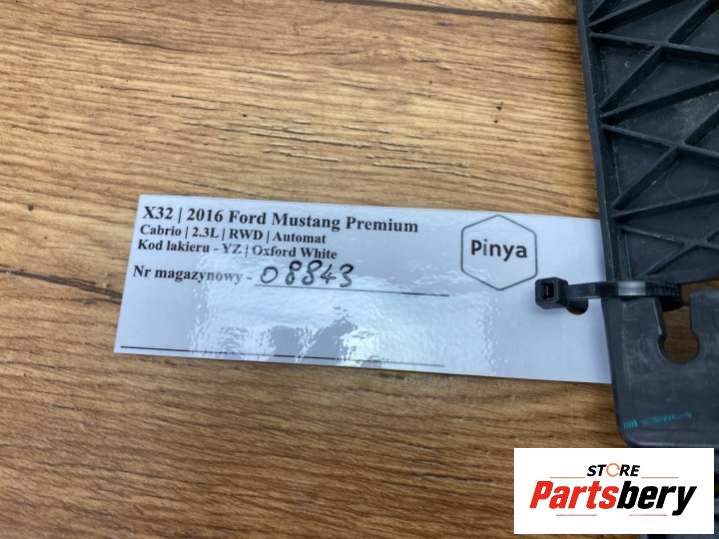 X32 | 2016 Ford Mustang Premium
Cabrio | 2.3L | RWD | Automat
Kod lakieru - YZ | Oxford White
Nr magazynowy - 08843
Pinya
STORE
Partsbery